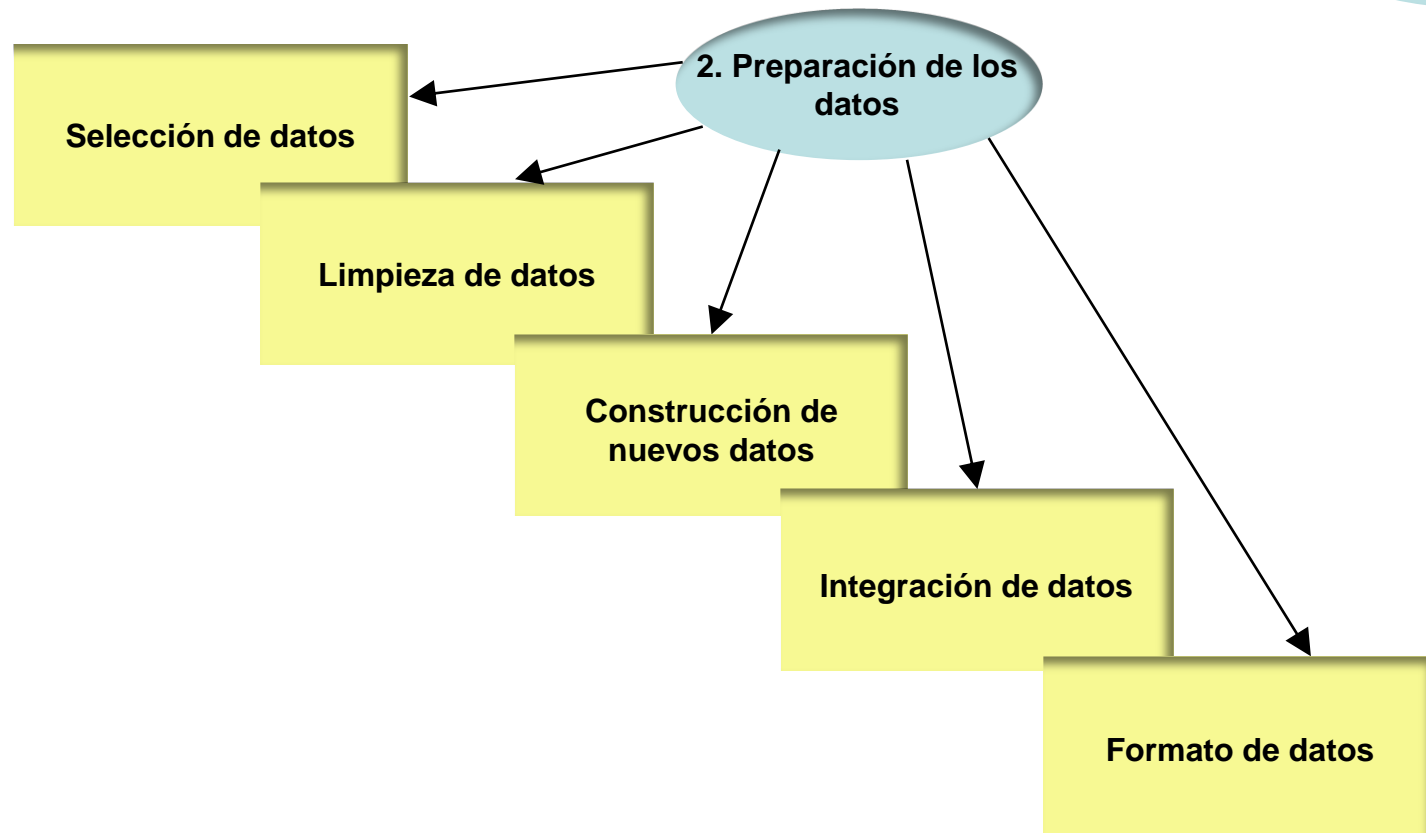 2. Preparación de los
datos
Selección de datos
Limpieza de datos
Construcción de
nuevos datos
Integración de datos
Formato de datos